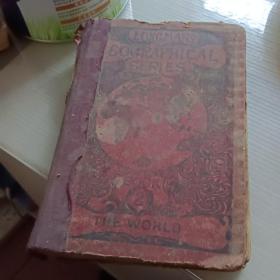 LONGMANS'
GEOGRAPHICAL
SERIES
THE WORLD